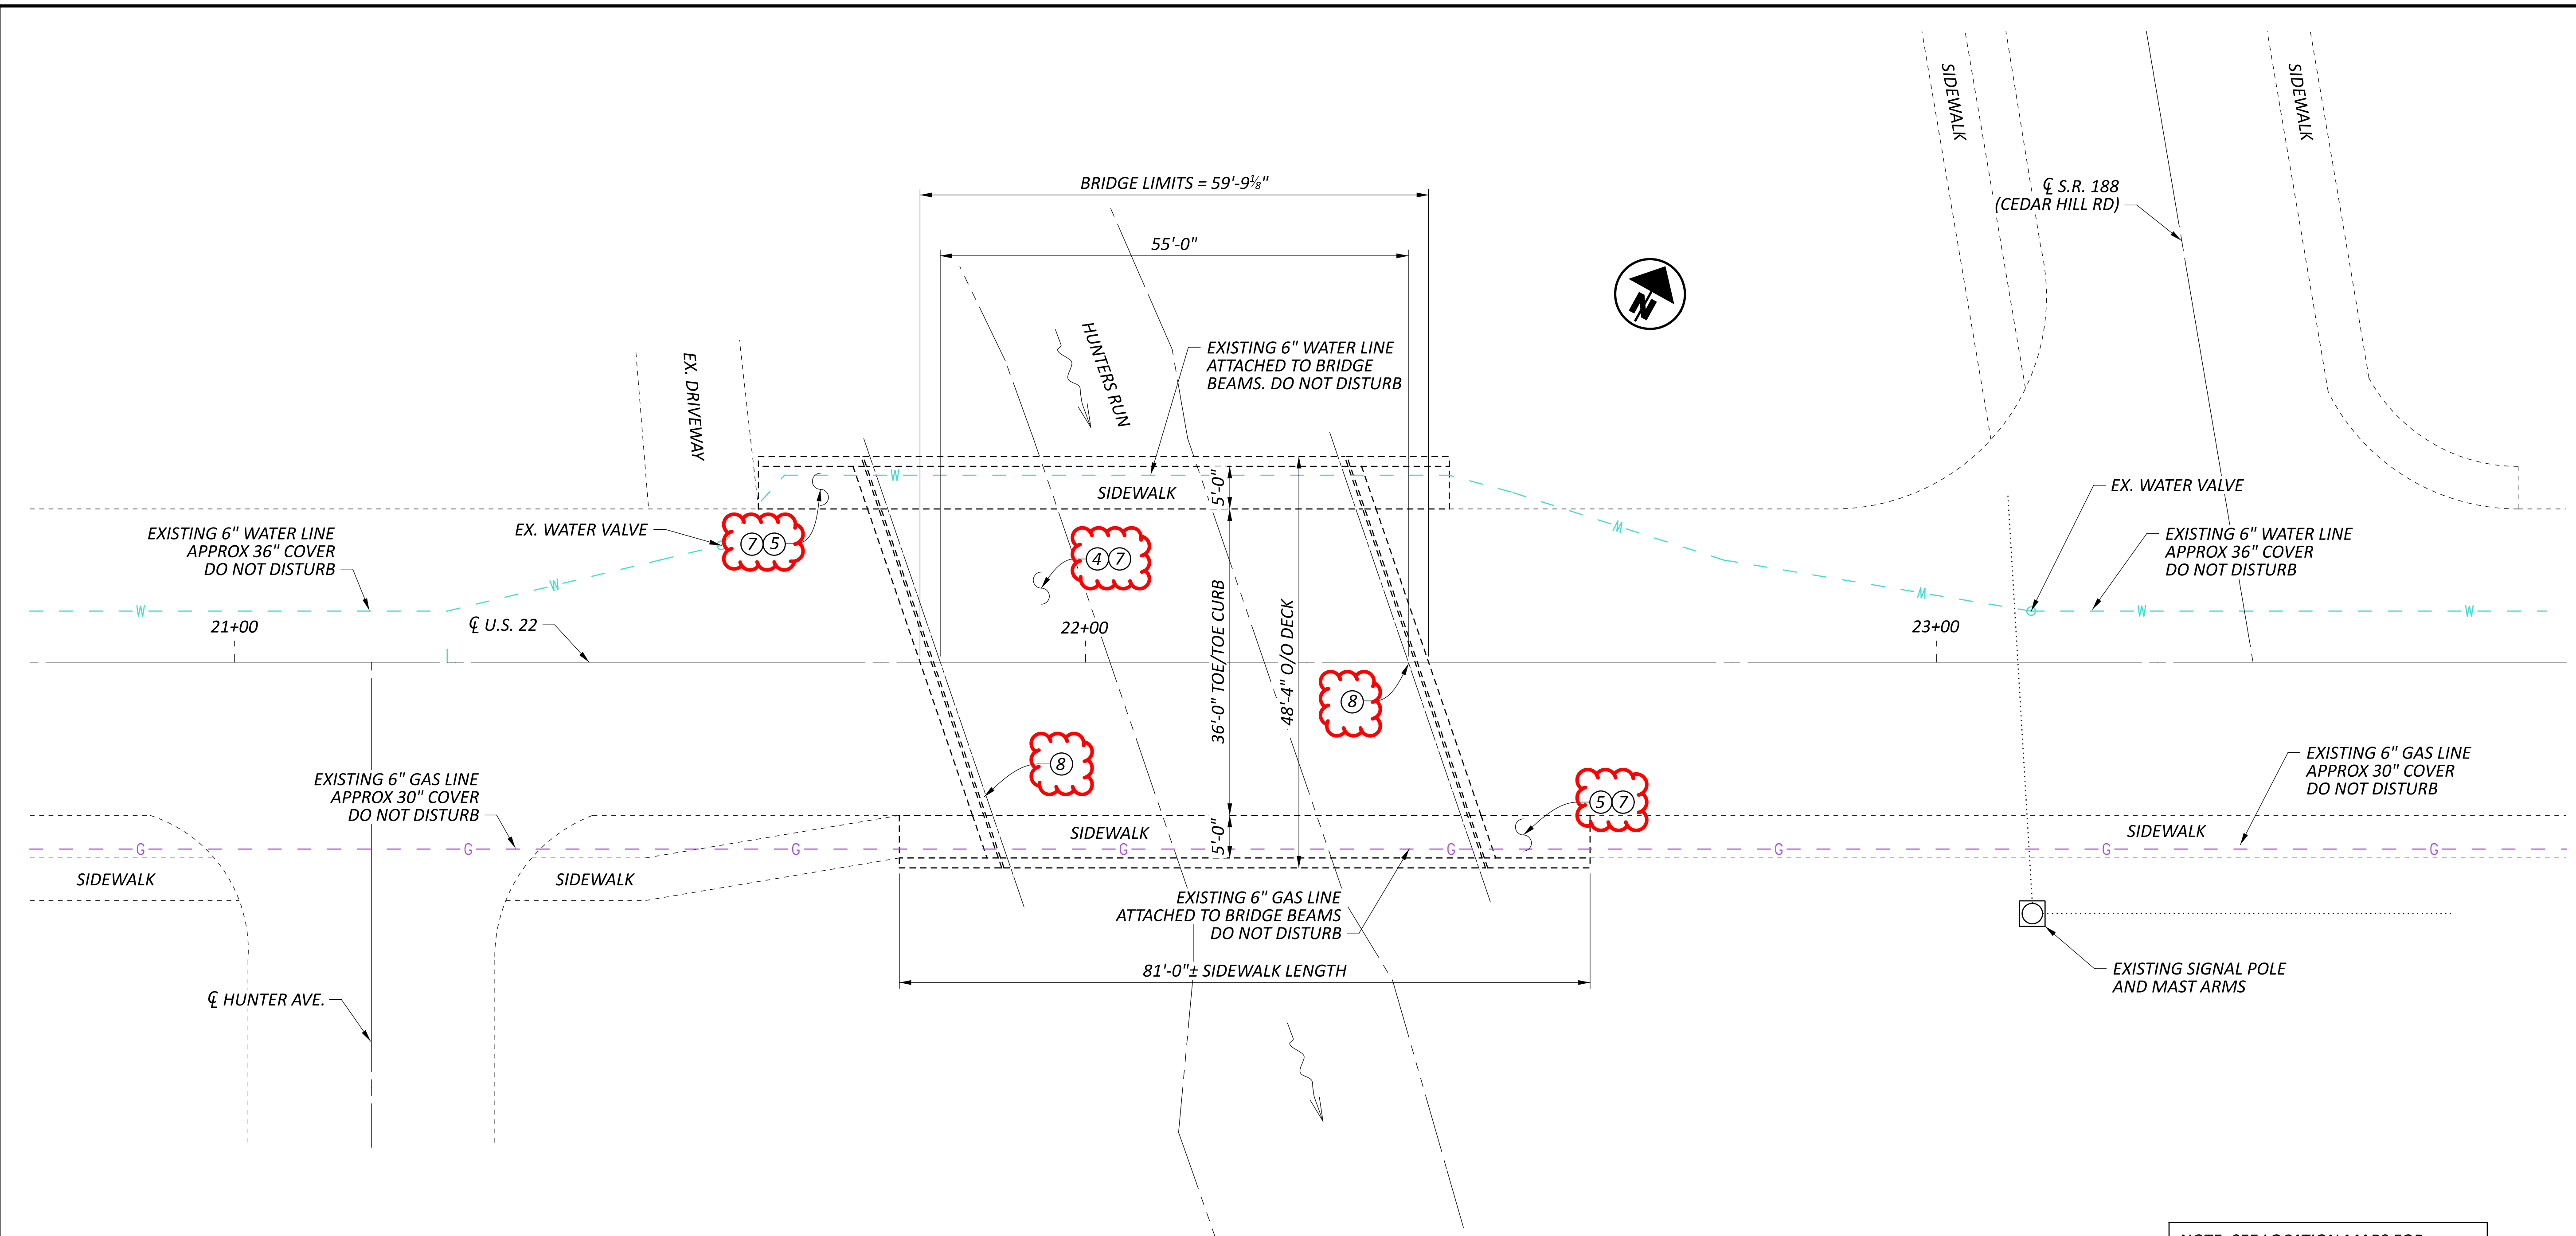 SIDEWALK
SIDEWALK
BRIDGE LIMITS = 59'-9⅛"
℄ S.R. 188
(CEDAR HILL RD)
55'-0"
N
HUNTERS RUN
EXISTING 6" WATER LINE
ATTACHED TO BRIDGE
BEAMS. DO NOT DISTURB
EX. DRIVEWAY
W
SIDEWALK
5'-0"
EX. WATER VALVE
EXISTING 6" WATER LINE
APPROX 36" COVER
DO NOT DISTURB
EX. WATER VALVE
7 5
4 7
W
EXISTING 6" WATER LINE
APPROX 36" COVER
DO NOT DISTURB
W
W
W
W
W
21+00
℄ U.S. 22
22+00
23+00
36'-0" TOE/TOE CURB
48'-4" O/O DECK
8
8
EXISTING 6" GAS LINE
APPROX 30" COVER
DO NOT DISTURB
5 7
EXISTING 6" GAS LINE
APPROX 30" COVER
DO NOT DISTURB
SIDEWALK
5'-0"
SIDEWALK
G
G
G
G
G
G
G
G
SIDEWALK
SIDEWALK
EXISTING 6" GAS LINE
ATTACHED TO BRIDGE BEAMS
DO NOT DISTURB
81'-0"± SIDEWALK LENGTH
EXISTING SIGNAL POLE
AND MAST ARMS
℄ HUNTER AVE.
NOTE: SEE LOCATION MAPS FOR